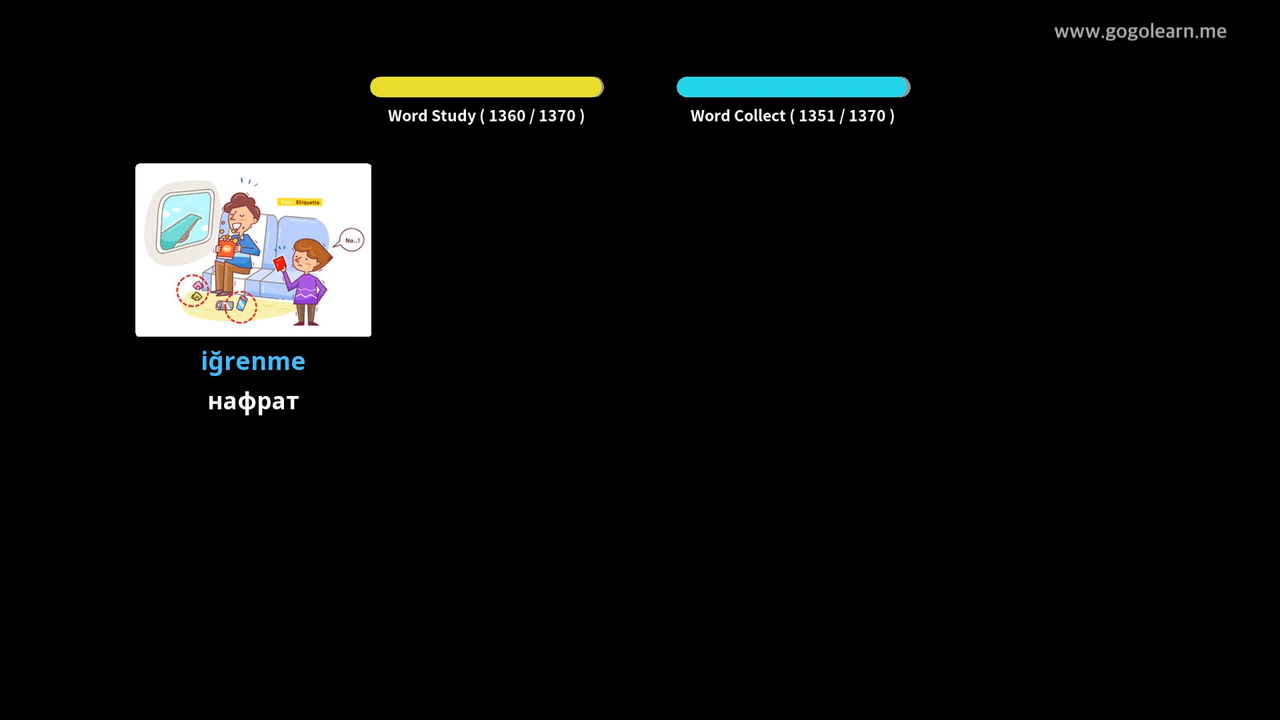 www.gogolearn.me
Word Study ( 1360 / 1370 )
Word Collect ( 1351 / 1370 )
Etiquette
No..!
iğrenme
нафрат